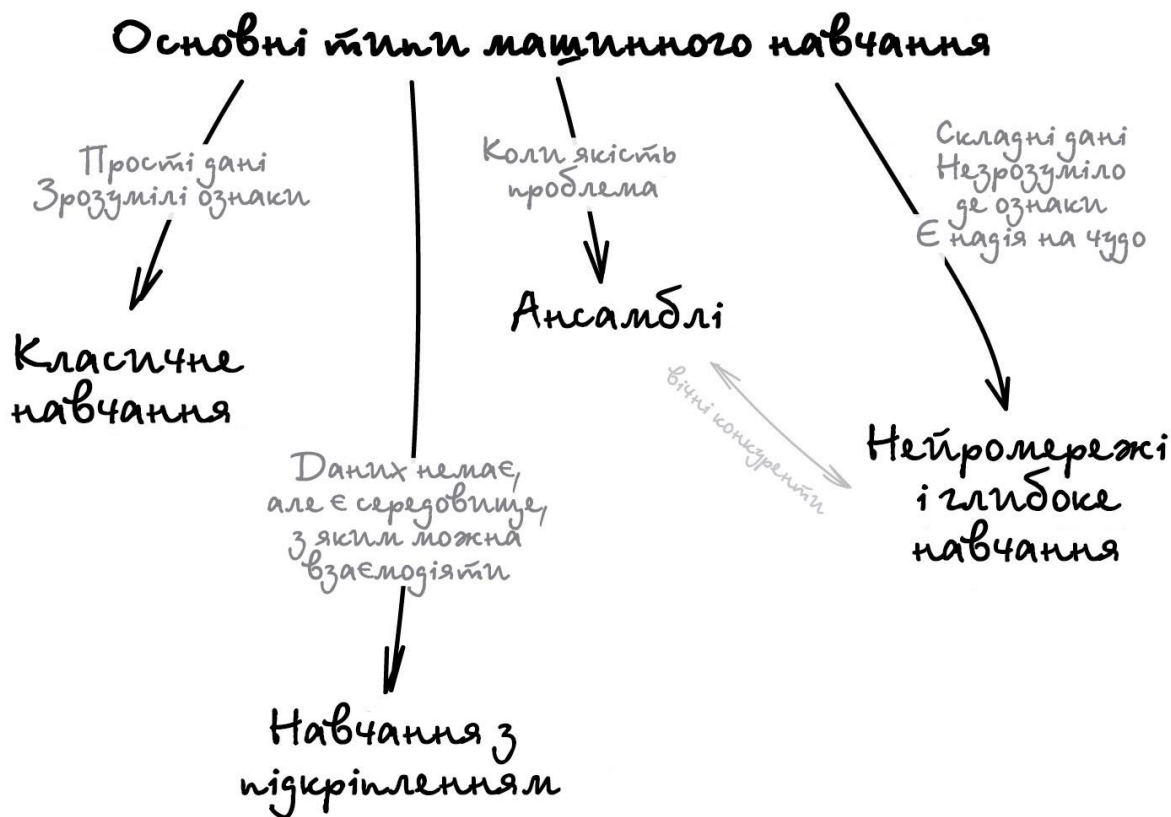 Основні типи машинного навчання
Прості дані
Зрозумілі ознаки
Коли якість
проблема
Складні дані
Незрозуміло
де ознаки
Є надія на чудо
Класичне
навчання
Ансамблі
вічні конкуренти
Нейромережі
і глибоке
навчання
Даних немає,
але є середовище,
з яким можна
взаємодіяти
Навчання з
підкріпленням